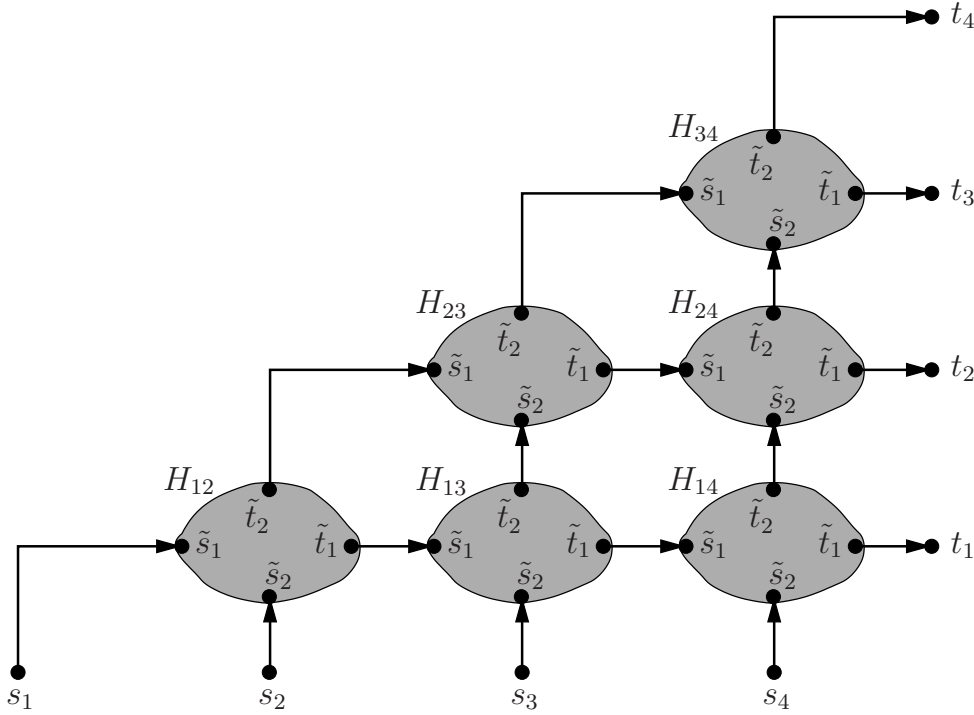 t₄
H₃₄
t̃₂
s̃₁ t̃₁ t₃
s̃₂
H₂₃ H₂₄
t̃₂ t̃₂
s̃₁ t̃₁ s̃₁ t̃₁ t₂
s̃₂ s̃₂
H₁₂ H₁₃ H₁₄
t̃₂ t̃₂ t̃₂
s̃₁ t̃₁ s̃₁ t̃₁ s̃₁ t̃₁ t₁
s̃₂ s̃₂ s̃₂
s₁ s₂ s₃ s₄